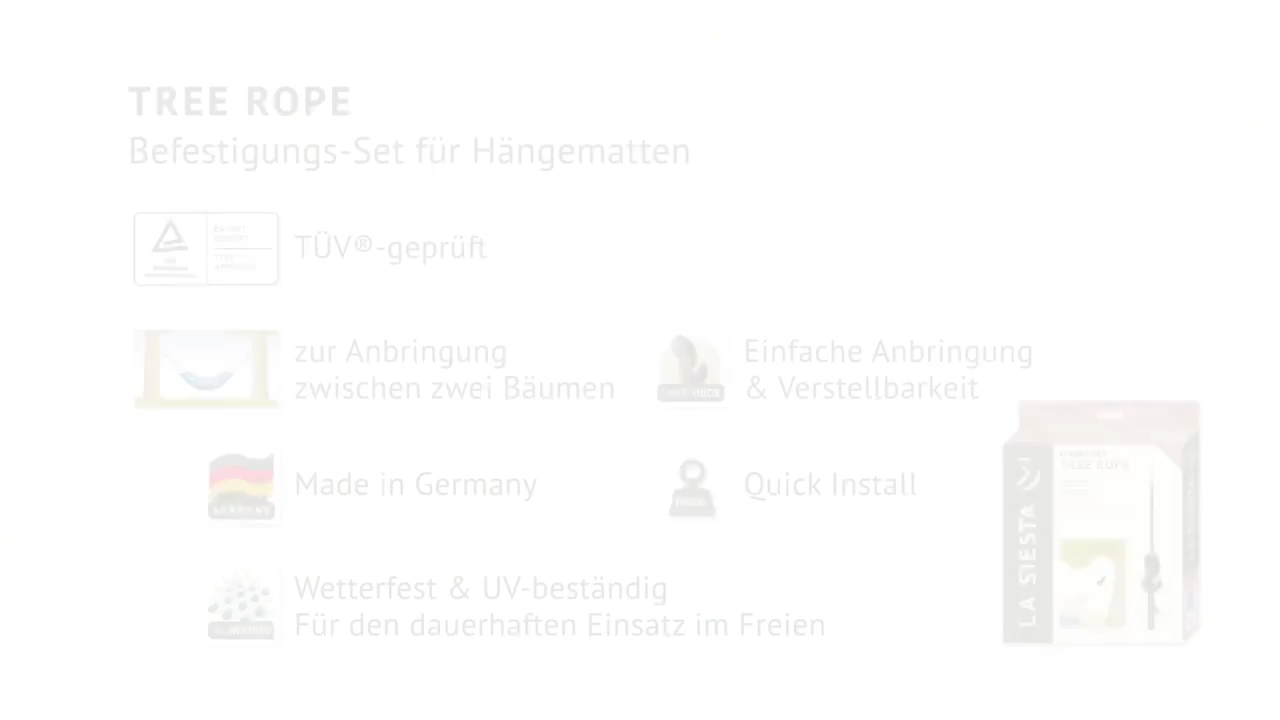 TREE ROPE
Befestigungs-Set für Hängematten
TÜV®-geprüft
zur Anbringung
zwischen zwei Bäumen
Einfache Anbringung
& Verstellbarkeit
Made in Germany
Quick Install
Wetterfest & UV-beständig
Für den dauerhaften Einsatz im Freien
TREE ROPE
LA SIESTA